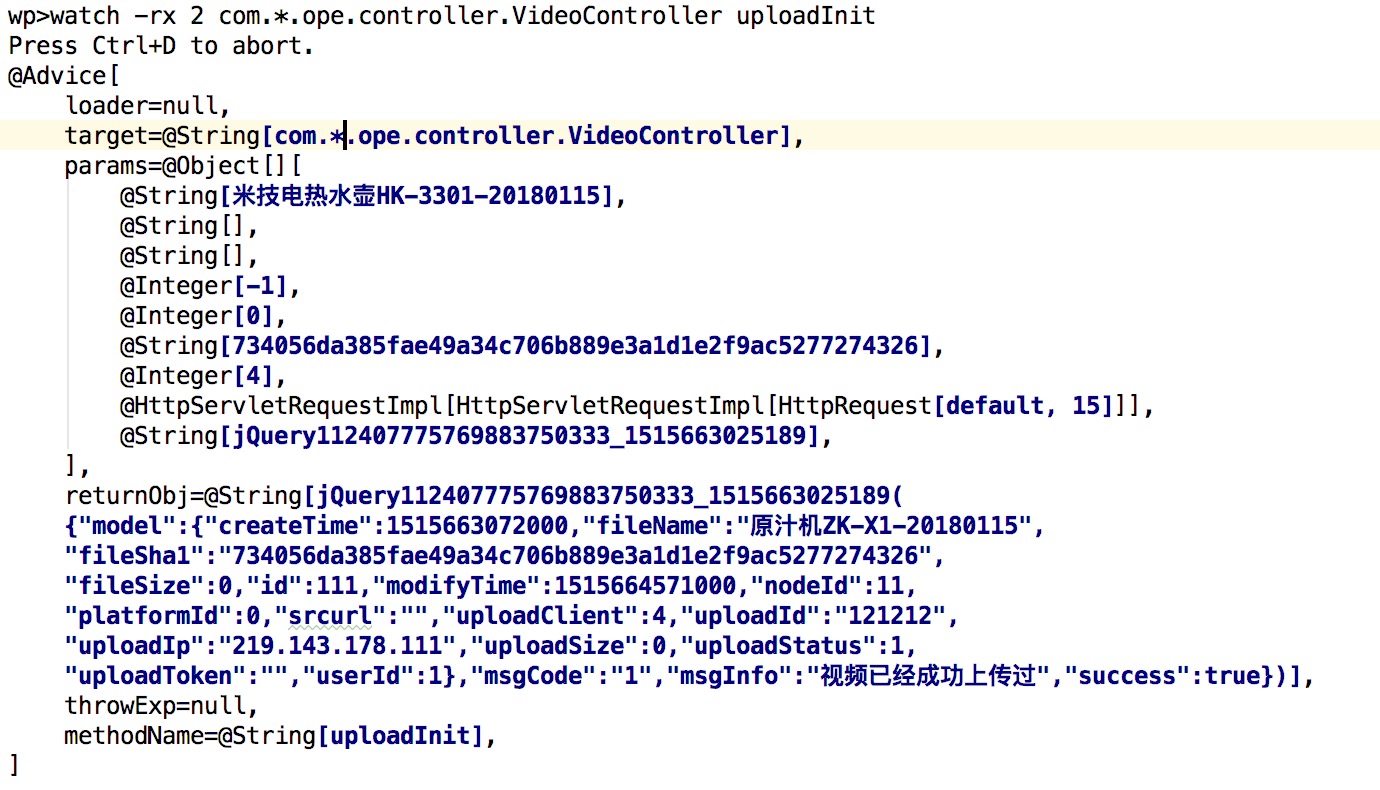 wp>watch -rx 2 com.*.ope.controller.VideoController uploadInit
Press Ctrl+D to abort.
@Advice[
    loader=null,
    target=@String[com.*.ope.controller.VideoController],
    params=@Object[][
        @String[米技电热水壶HK-3301-20180115],
        @String[],
        @String[],
        @Integer[-1],
        @Integer[0],
        @String[734056da385fae49a34c706b889e3a1d1e2f9ac5277274326],
        @Integer[4],
        @HttpServletRequestImpl[HttpServletRequestImpl[HttpRequest[default, 15]]],
        @String[jQuery112407775769883750333_1515663025189],
    ],
    returnObj=@String[jQuery112407775769883750333_1515663025189(
    {"model":{"createTime":1515663072000,"fileName":"原汁机ZK-X1-20180115",
    "fileSha1":"734056da385fae49a34c706b889e3a1d1e2f9ac5277274326",
    "fileSize":0,"id":111,"modifyTime":1515664571000,"nodeId":11,
    "platformId":0,"srcurl":"","uploadClient":4,"uploadId":"121212",
    "uploadIp":"219.143.178.111","uploadSize":0,"uploadStatus":1,
    "uploadToken":"","userId":1},"msgCode":"1","msgInfo":"视频已经成功上传过","success":true})],
    throwExp=null,
    methodName=@String[uploadInit],
]